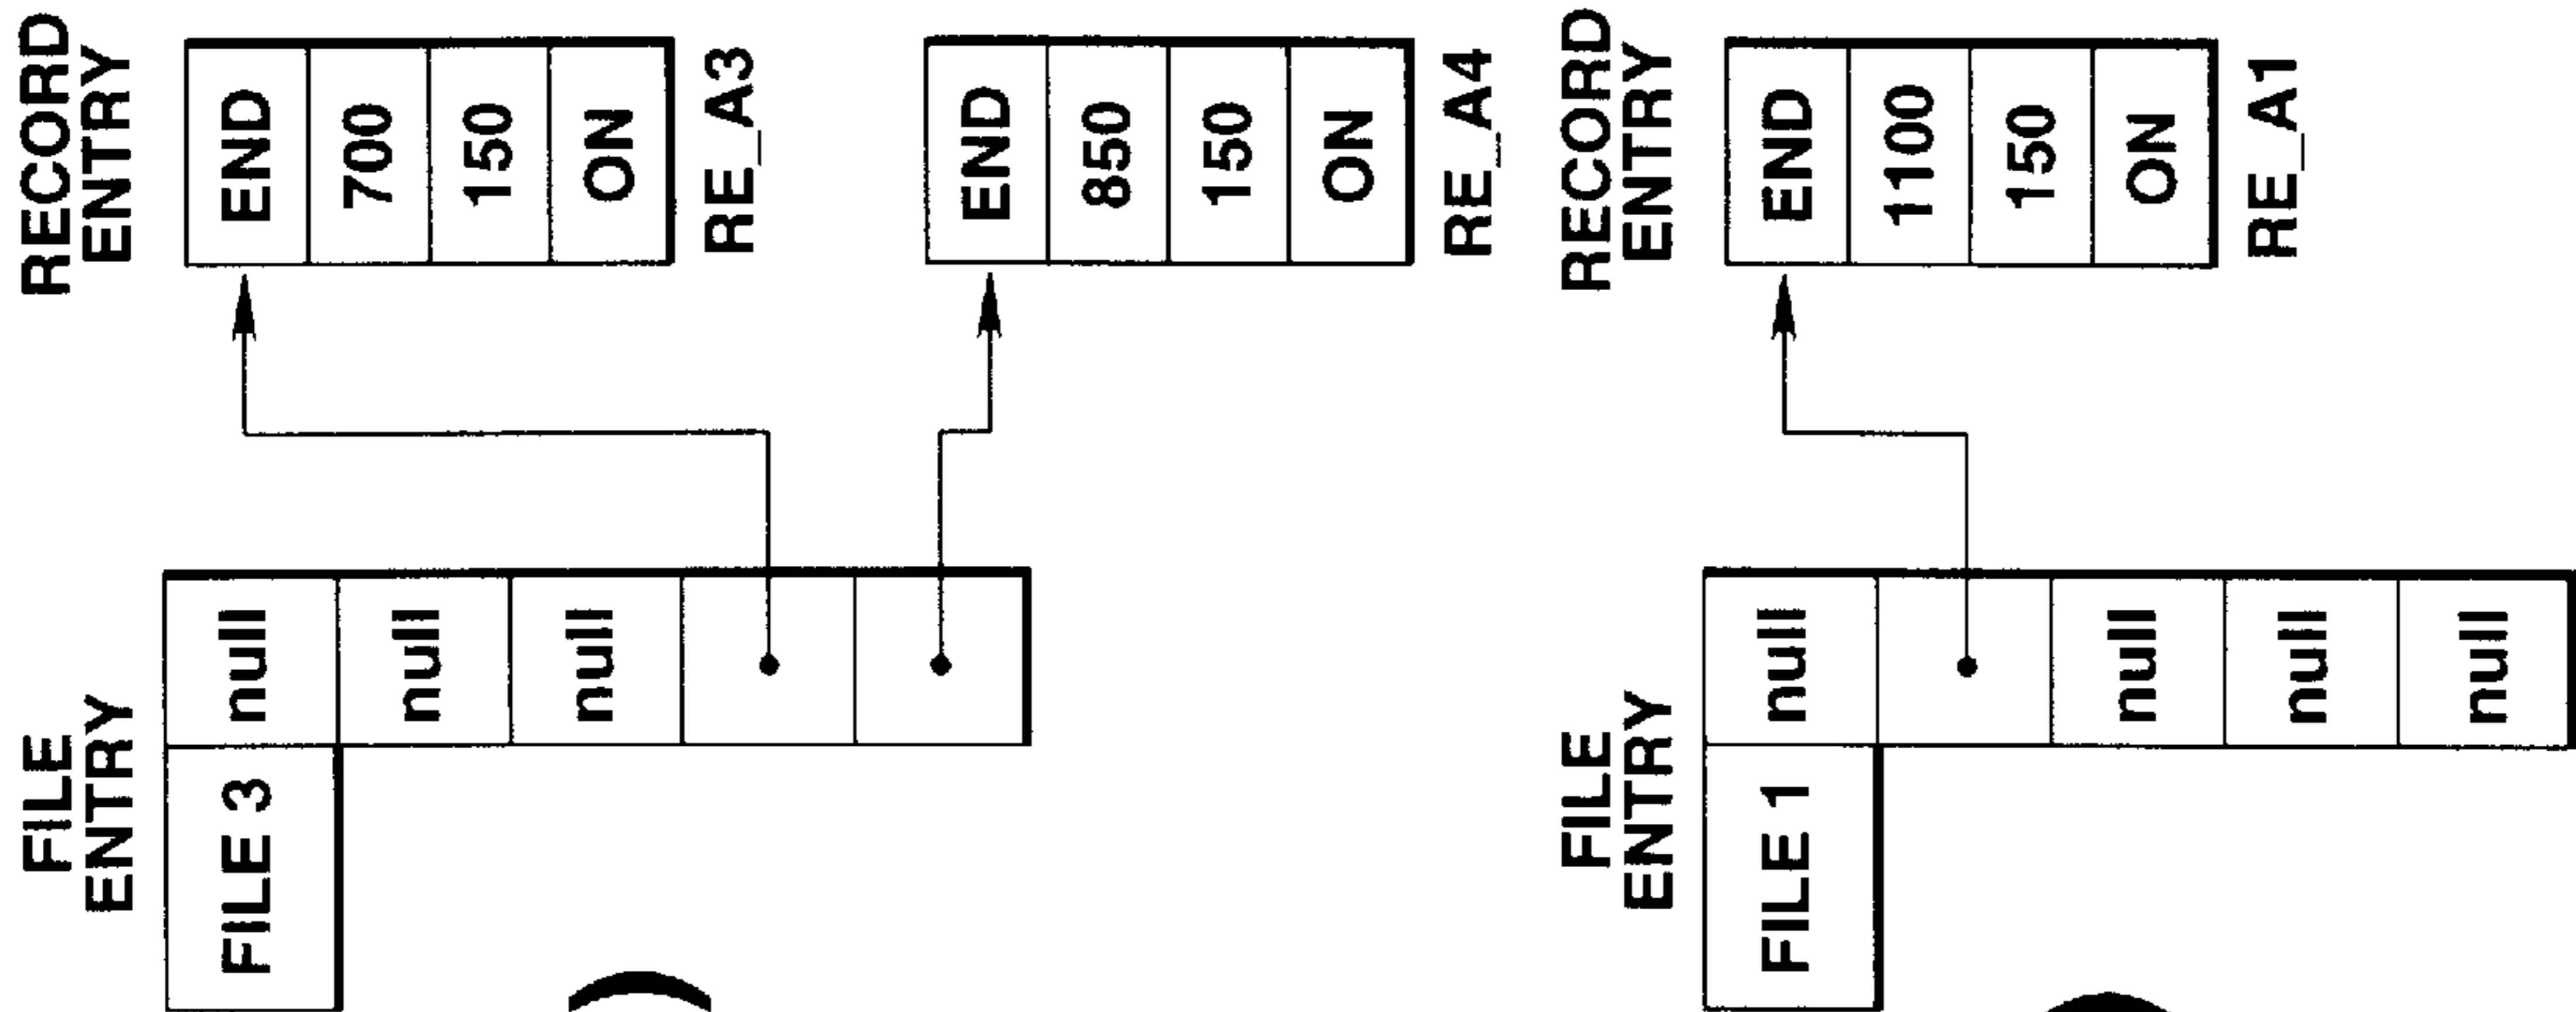 FILE
ENTRY
RECORD
ENTRY
FILE 3
null
null
null
END
700
150
ON
RE_A3
END
850
150
ON
RE_A4
FILE
ENTRY
RECORD
ENTRY
FILE 1
null
null
null
null
END
1100
150
ON
RE_A1